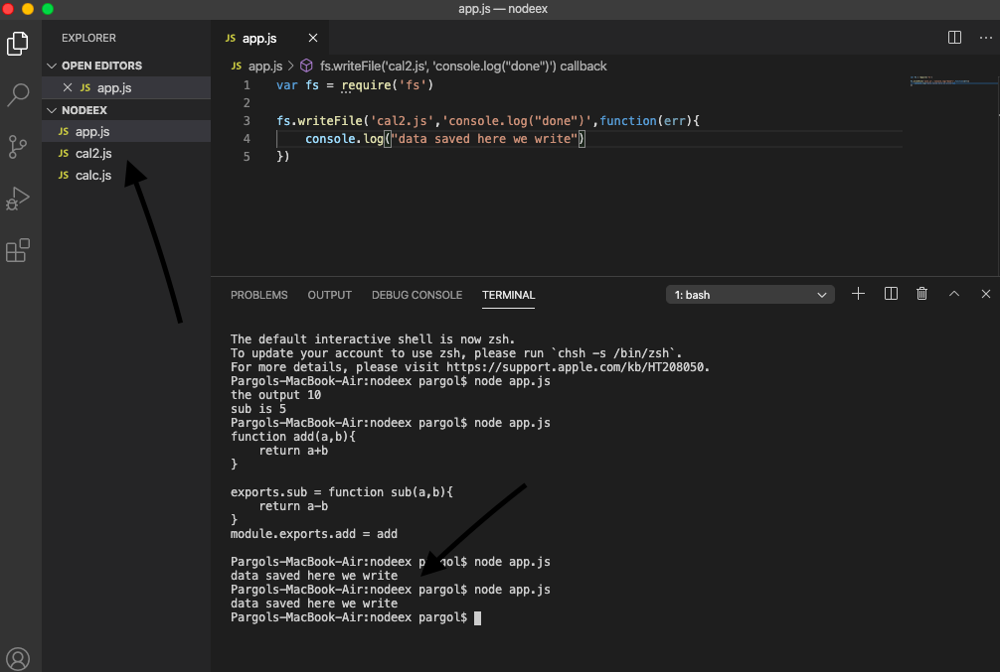 app.js — nodeex
EXPLORER
OPEN EDITORS
JS app.js
NODEEX
JS app.js
JS cal2.js
JS calc.js
JS app.js
JS app.js > fs.writeFile('cal2.js', 'console.log("done")') callback
1 var fs = require('fs')
2
3 fs.writeFile('cal2.js','console.log("done")',function(err){
4 console.log("data saved here we write")
5 })
PROBLEMS OUTPUT DEBUG CONSOLE TERMINAL 1: bash
The default interactive shell is now zsh.
To update your account to use zsh, please run `chsh -s /bin/zsh`.
For more details, please visit https://support.apple.com/kb/HT208050.
Pargols-MacBook-Air:nodeex pargol$ node app.js
the output 10
sub is 5
Pargols-MacBook-Air:nodeex pargol$ node app.js
function add(a,b){
return a+b
}
exports.sub = function sub(a,b){
return a-b
}
module.exports.add = add
Pargols-MacBook-Air:nodeex pargol$ node app.js
data saved here we write
Pargols-MacBook-Air:nodeex pargol$ node app.js
data saved here we write
Pargols-MacBook-Air:nodeex pargol$